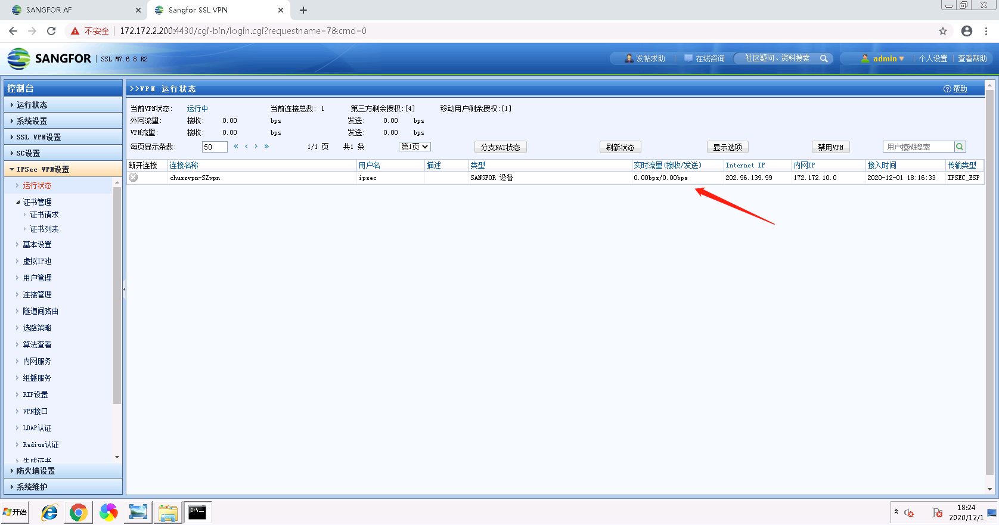 SANGFOR AF
Sangfor SSL VPN
不安全
172.172.2.200:4430/cgi-bin/login.cgi?requestname=7&cmd=0
SANGFOR
SSL M7.6.8 R2
发帖求助
在线咨询
社区疑问、资料搜索
admin
个人设置
查看帮助
控制台
运行状态
系统设置
SSL VPN设置
SC设置
IPSec VPN设置
运行状态
证书管理
证书请求
证书列表
基本设置
虚拟IP池
用户管理
连接管理
隧道间路由
选路策略
算法查看
内网服务
组播服务
RIP设置
VPN接口
LDAP认证
Radius认证
生成证书
防火墙设置
系统维护
>>VPN 运行状态
帮助
当前VPN状态: 运行中 当前连接总数: 1 第三方剩余授权:[4] 移动用户剩余授权:[1]
外网流量: 接收: 0.00 bps 发送: 0.00 bps
VPN流量: 接收: 0.00 bps 发送: 0.00 bps
每页显示条数: 50 « ‹ › » 1/1 页 共1 条 第1页 分支NAT状态 刷新状态 显示选项 禁用VPN 用户模糊搜索
断开连接 连接名称 用户名 描述 类型 实时流量(接收/发送) Internet IP 内网IP 接入时间 传输类型
chuszvpn-SZvpn ipsec SANGFOR 设备 0.00bps/0.00bps 202.96.139.99 172.172.10.0 2020-12-01 18:16:33 IPSEC_ESP
开始
C:\
18:24
2020/12/1